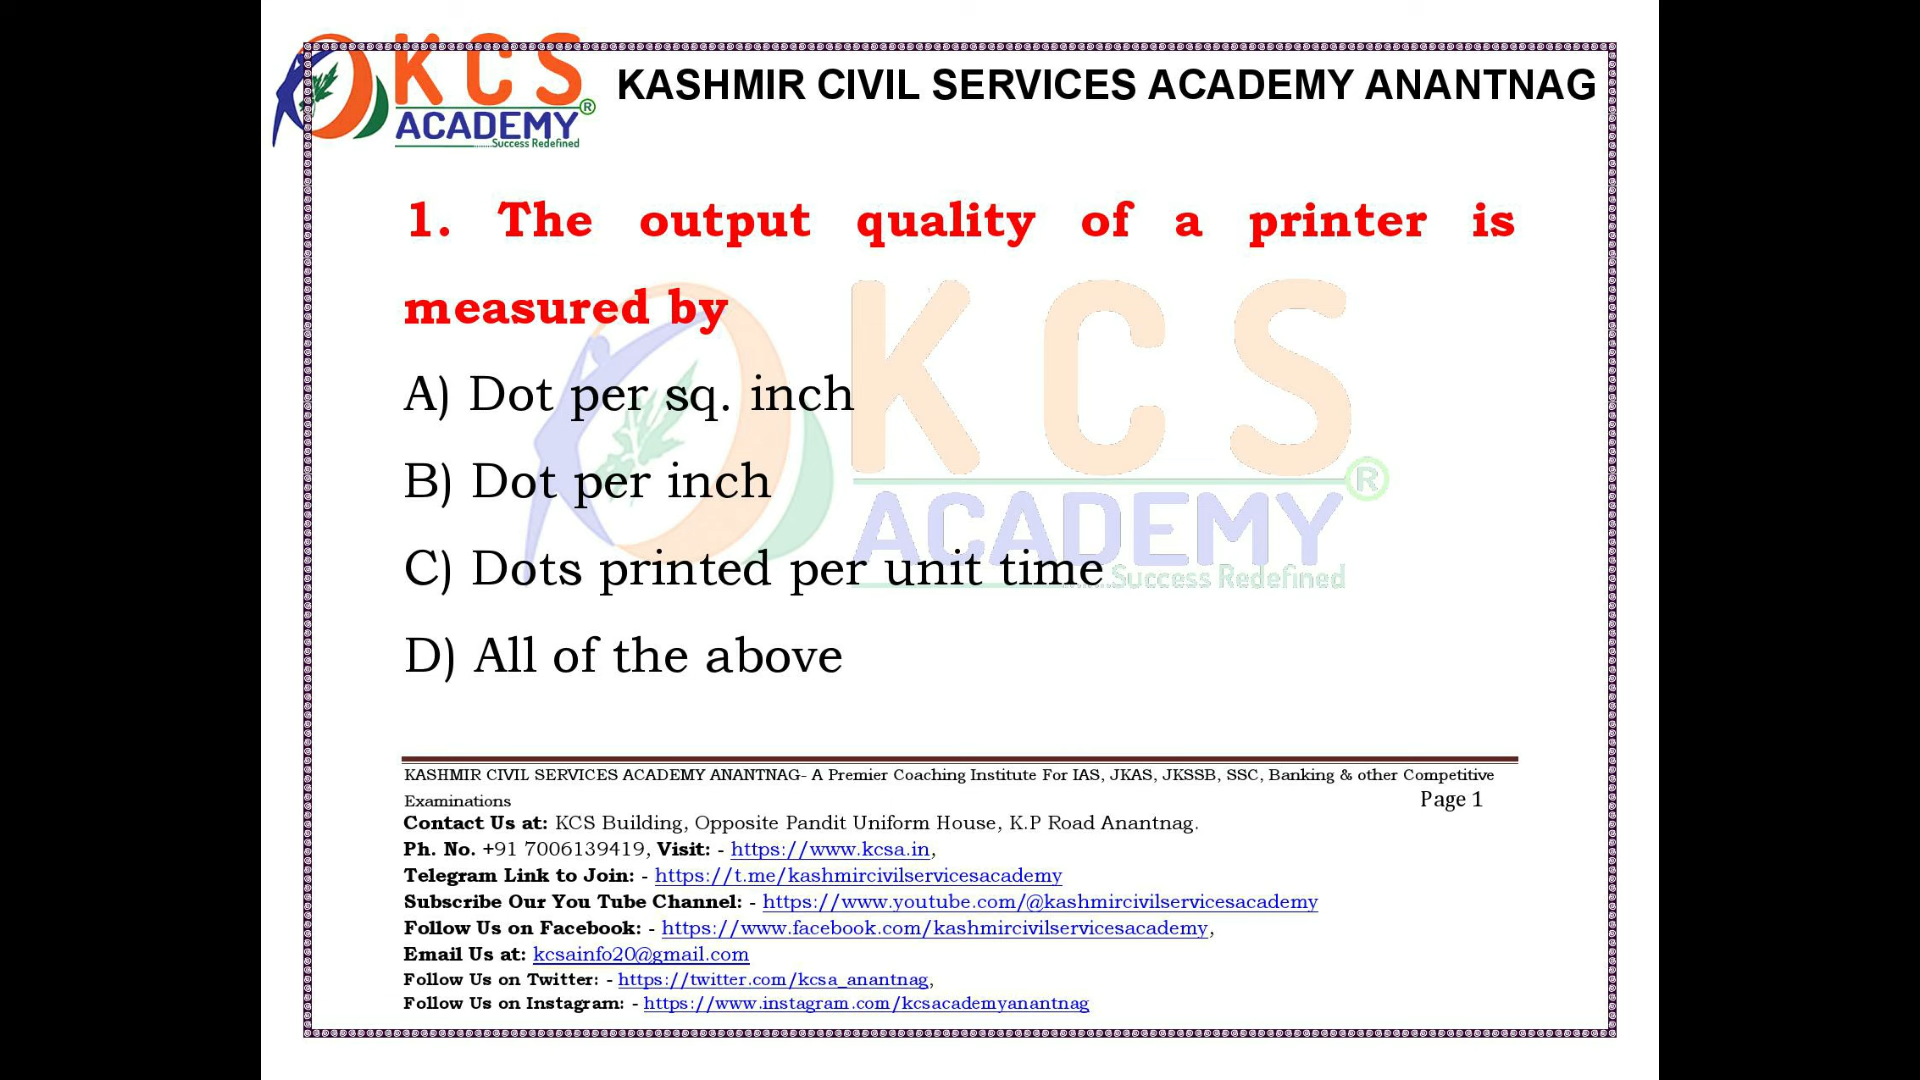 KCS
ACADEMY®
.......Success Redefined
KASHMIR CIVIL SERVICES ACADEMY ANANTNAG
1. The output quality of a printer is
measured by
A) Dot per sq. inch
B) Dot per inch
C) Dots printed per unit time
D) All of the above
KCS
ACADEMY®
Success Redefined
KASHMIR CIVIL SERVICES ACADEMY ANANTNAG- A Premier Coaching Institute For IAS, JKAS, JKSSB, SSC, Banking & other Competitive
Examinations Page 1
Contact Us at: KCS Building, Opposite Pandit Uniform House, K.P Road Anantnag.
Ph. No. +91 7006139419, Visit: - https://www.kcsa.in,
Telegram Link to Join: - https://t.me/kashmircivilservicesacademy
Subscribe Our You Tube Channel: - https://www.youtube.com/@kashmircivilservicesacademy
Follow Us on Facebook: - https://www.facebook.com/kashmircivilservicesacademy,
Email Us at: kcsainfo20@gmail.com
Follow Us on Twitter: - https://twitter.com/kcsa_anantnag,
Follow Us on Instagram: - https://www.instagram.com/kcsacademyanantnag